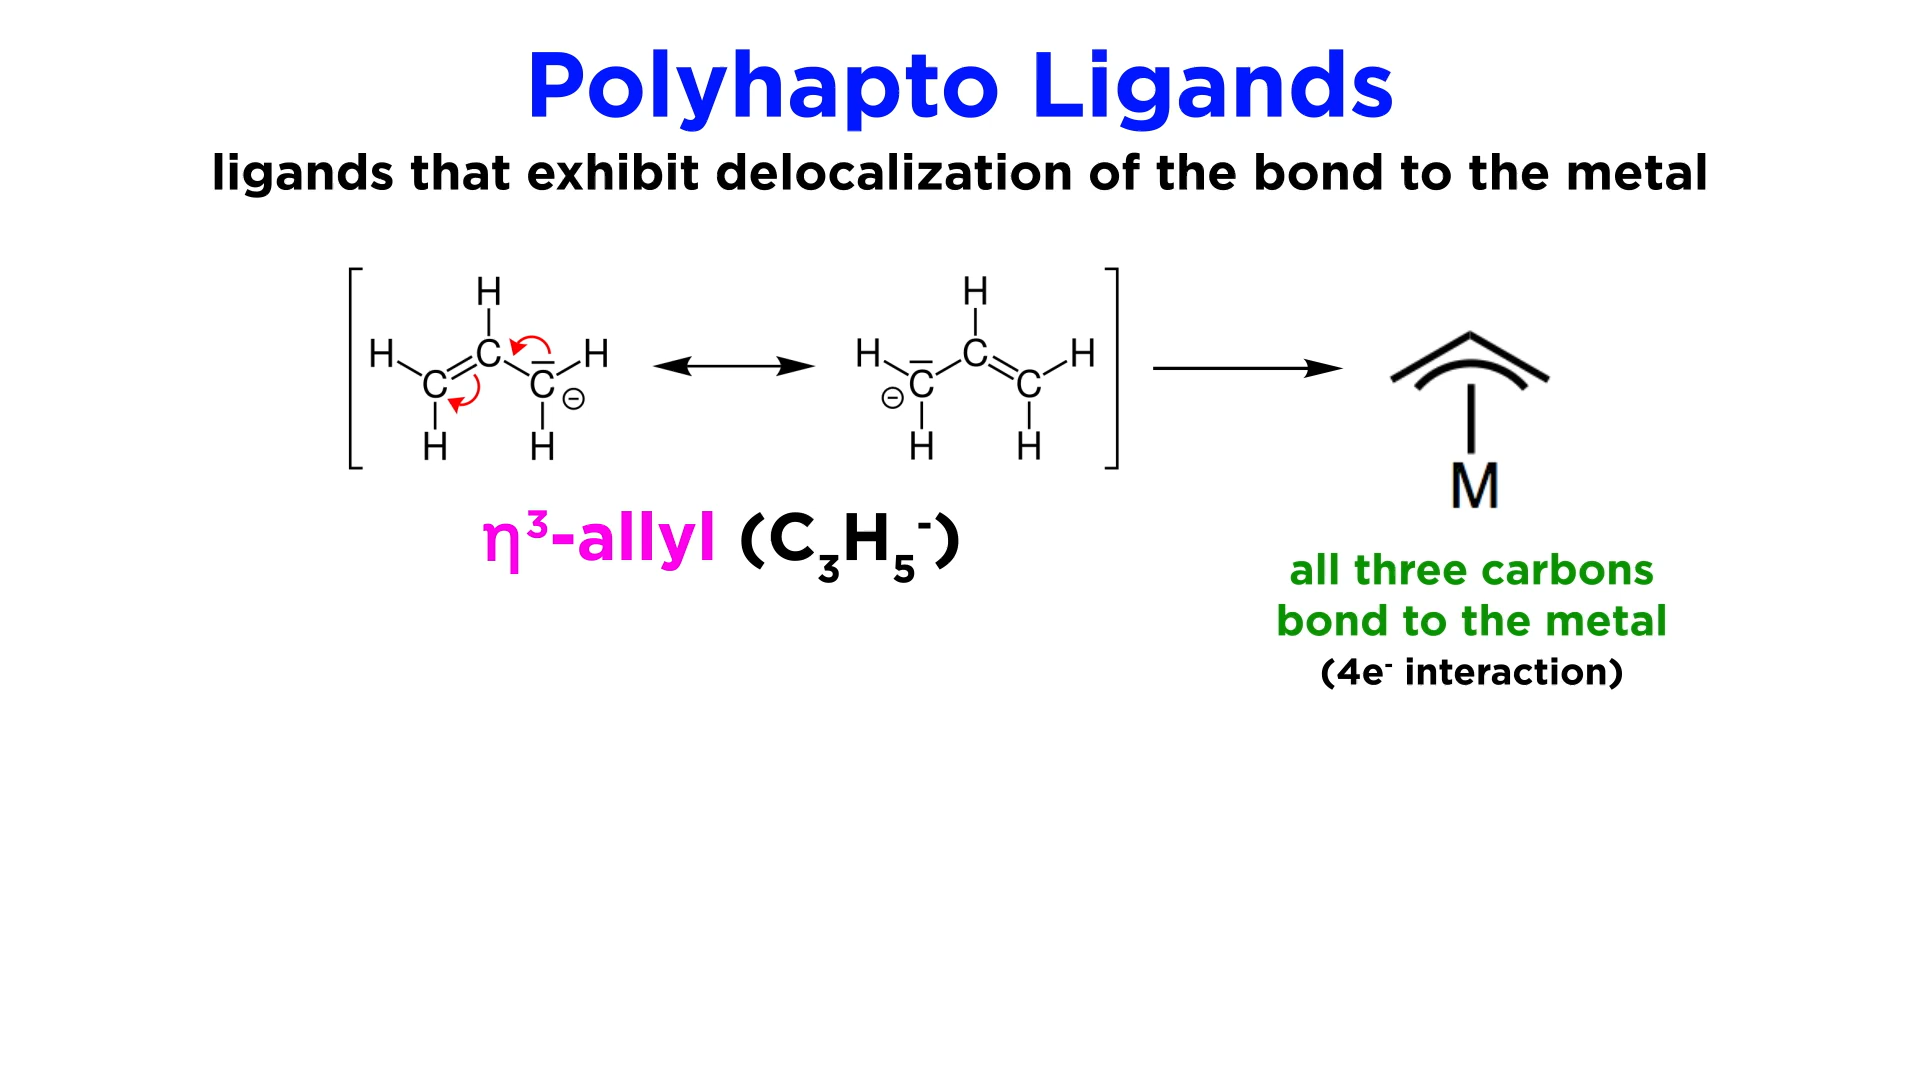 Polyhapto Ligands
ligands that exhibit delocalization of the bond to the metal
H H
H C H H C H
C C ⊖ ⊖ C C
H H H H
M
η³-allyl (C₃H₅⁻)
all three carbons
bond to the metal
(4e⁻ interaction)